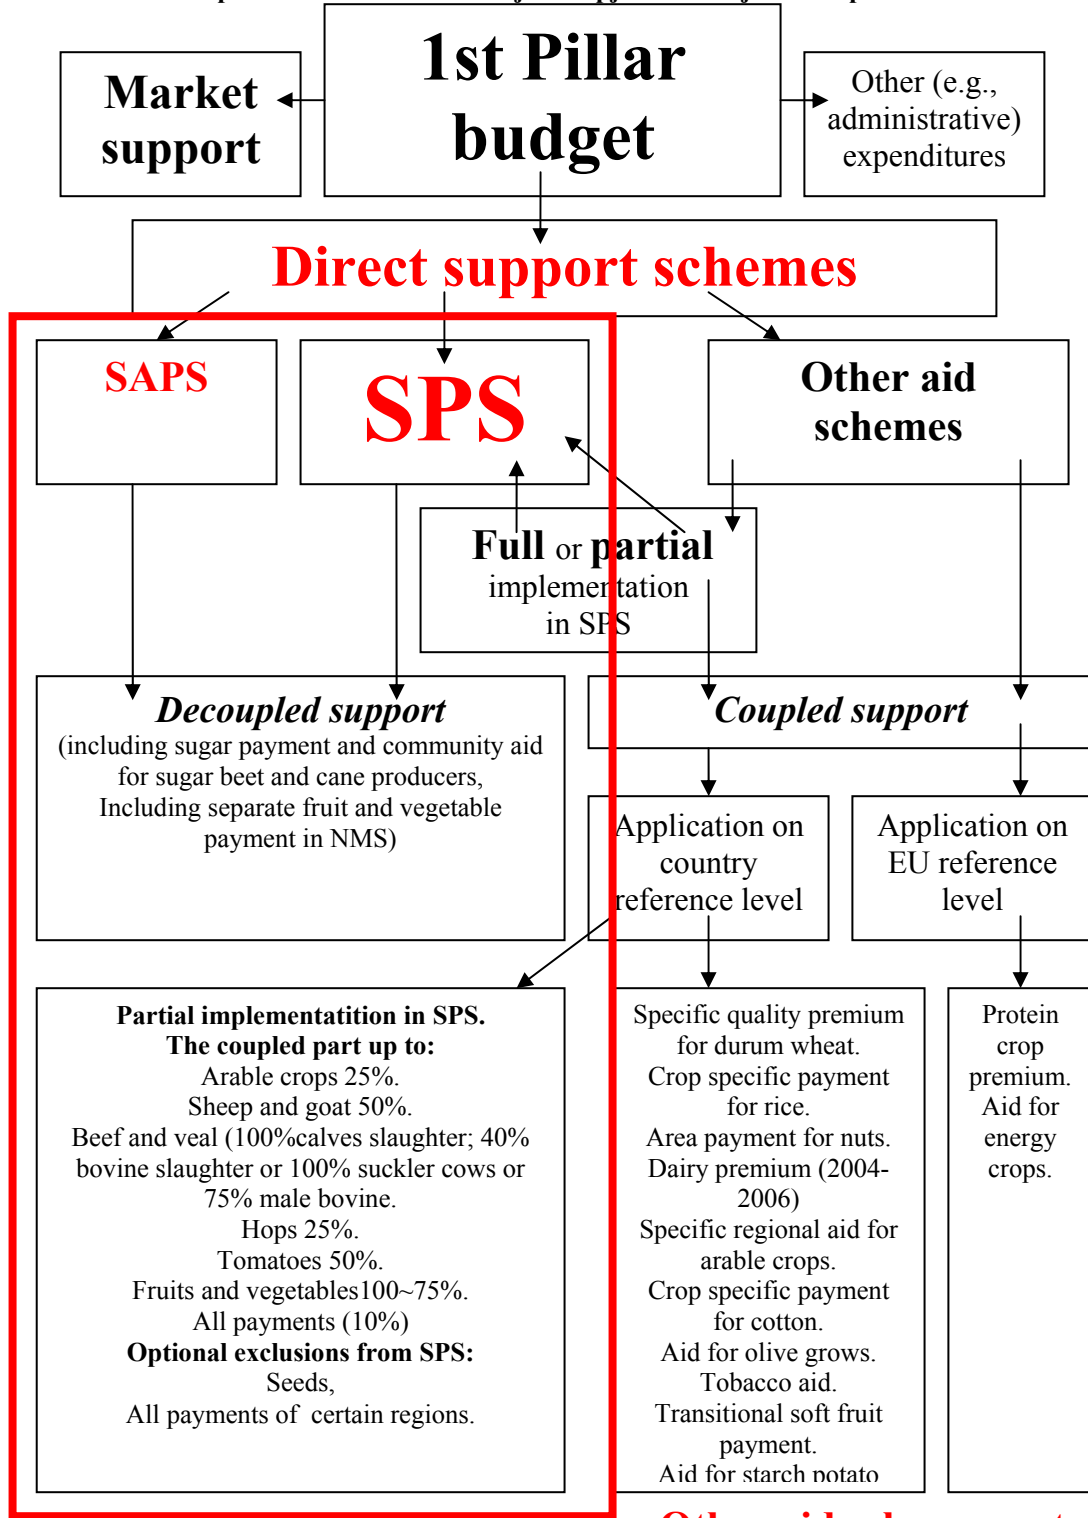 1st Pillar
budget
Market
support
Other (e.g.,
administrative)
expenditures
Direct support schemes
SAPS
SPS
Other aid
schemes
Full or partial
implementation
in SPS
Decoupled support
(including sugar payment and community aid
for sugar beet and cane producers,
Including separate fruit and vegetable
payment in NMS)
Coupled support
Application on
country
reference level
Application on
EU reference
level
Partial implementatition in SPS.
The coupled part up to:
Arable crops 25%.
Sheep and goat 50%.
Beef and veal (100%calves slaughter; 40%
bovine slaughter or 100% suckler cows or
75% male bovine.
Hops 25%.
Tomatoes 50%.
Fruits and vegetables100~75%.
All payments (10%)
Optional exclusions from SPS:
Seeds,
All payments of certain regions.
Specific quality premium
for durum wheat.
Crop specific payment
for rice.
Area payment for nuts.
Dairy premium (2004-
2006)
Specific regional aid for
arable crops.
Crop specific payment
for cotton.
Aid for olive grows.
Tobacco aid.
Transitional soft fruit
payment.
Aid for starch potato
Protein
crop
premium.
Aid for
energy
crops.